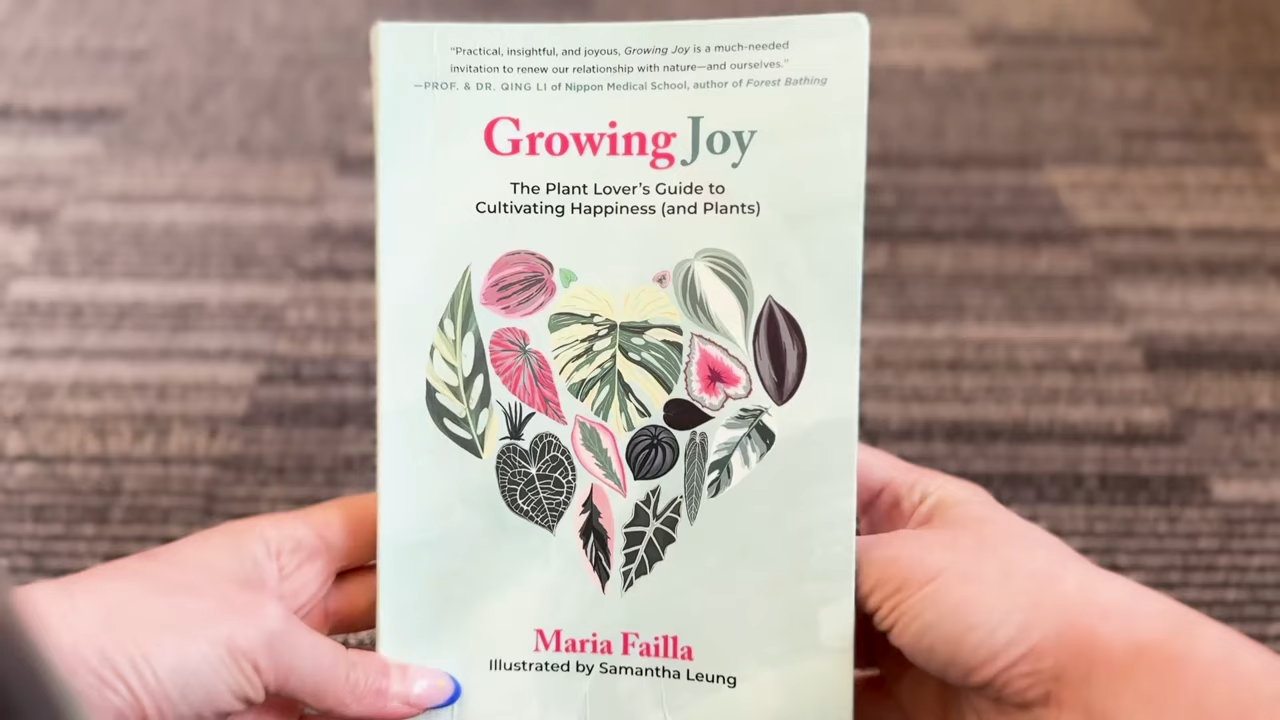 "Practical, insightful, and joyous, Growing Joy is a much-needed
invitation to renew our relationship with nature—and ourselves."
—PROF. & DR. QING LI of Nippon Medical School, author of Forest Bathing
Growing Joy
The Plant Lover's Guide to
Cultivating Happiness (and Plants)
Maria Failla
Illustrated by Samantha Leung